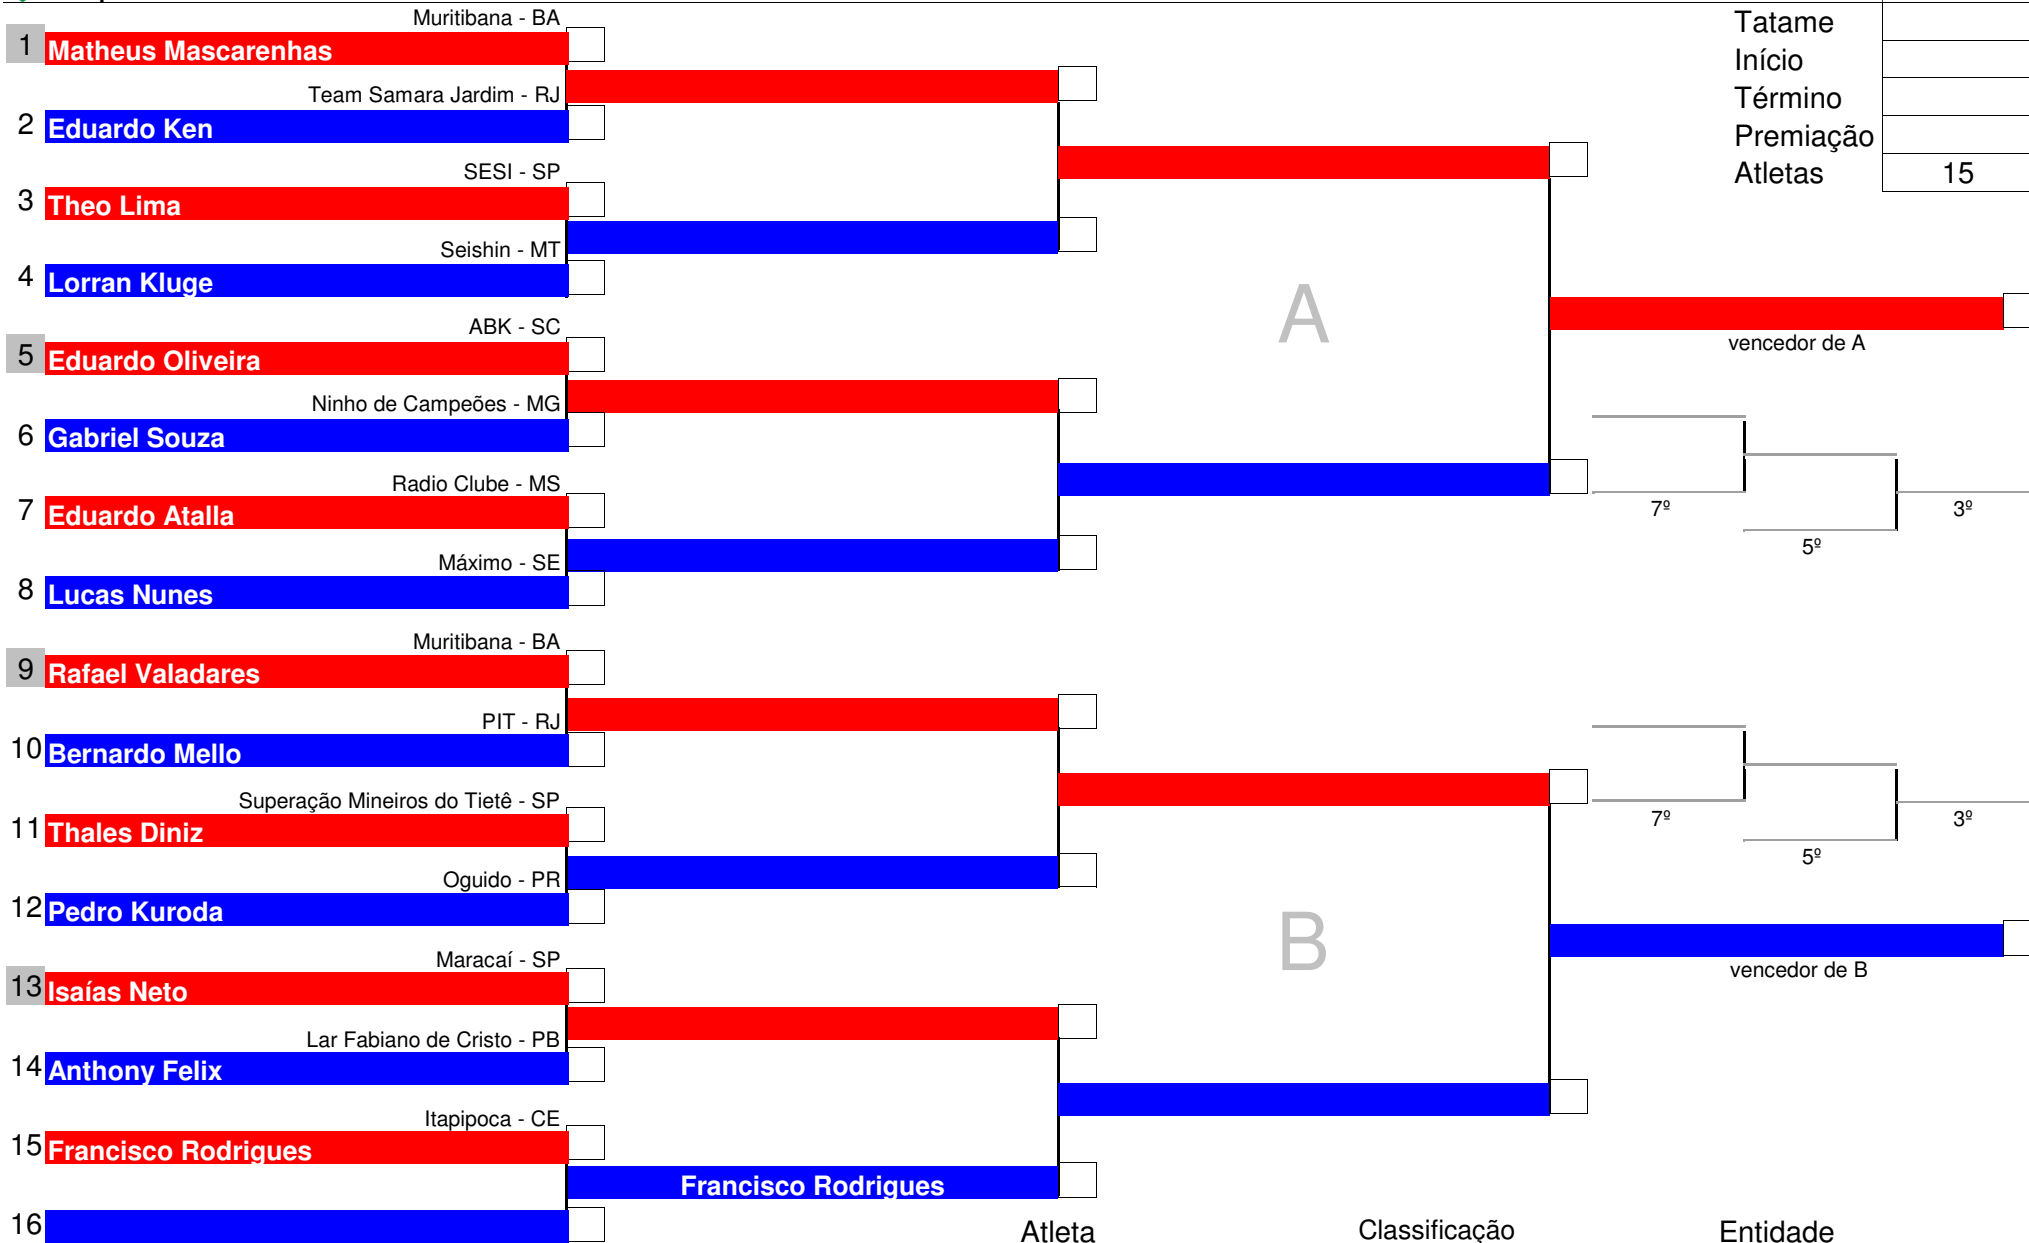 Muritibana - BA
1 Matheus Mascarenhas
Team Samara Jardim - RJ
2 Eduardo Ken
SESI - SP
3 Theo Lima
Seishin - MT
4 Lorran Kluge
ABK - SC
5 Eduardo Oliveira
Ninho de Campeões - MG
6 Gabriel Souza
Radio Clube - MS
7 Eduardo Atalla
Máximo - SE
8 Lucas Nunes
Muritibana - BA
9 Rafael Valadares
PIT - RJ
10 Bernardo Mello
Superação Mineiros do Tietê - SP
11 Thales Diniz
Oguido - PR
12 Pedro Kuroda
Maracaí - SP
13 Isaías Neto
Lar Fabiano de Cristo - PB
14 Anthony Felix
Itapipoca - CE
15 Francisco Rodrigues
Francisco Rodrigues
16
A
B
Tatame
Início
Término
Premiação
Atletas 15
vencedor de A
7º
3º
5º
7º
3º
5º
vencedor de B
Atleta Classificação Entidade